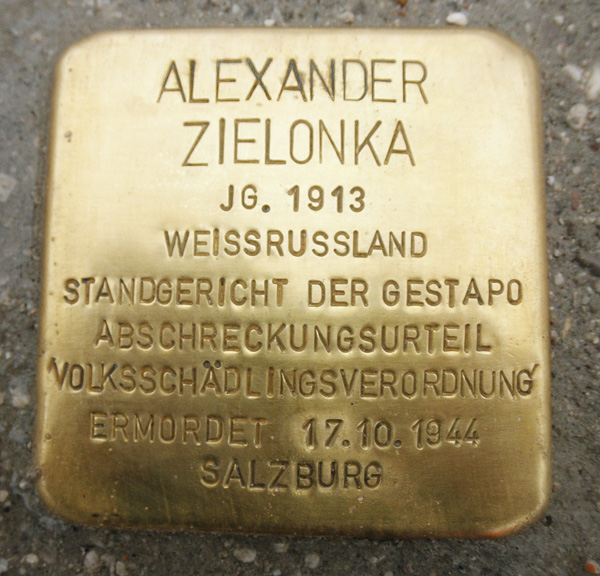 ALEXANDER
ZIELONKA
JG. 1913
WEISSRUSSLAND
STANDGERICHT DER GESTAPO
ABSCHRECKUNGSURTEIL
'VOLKSSCHÄDLINGSVERORDNUNG'
ERMORDET 17.10.1944
SALZBURG